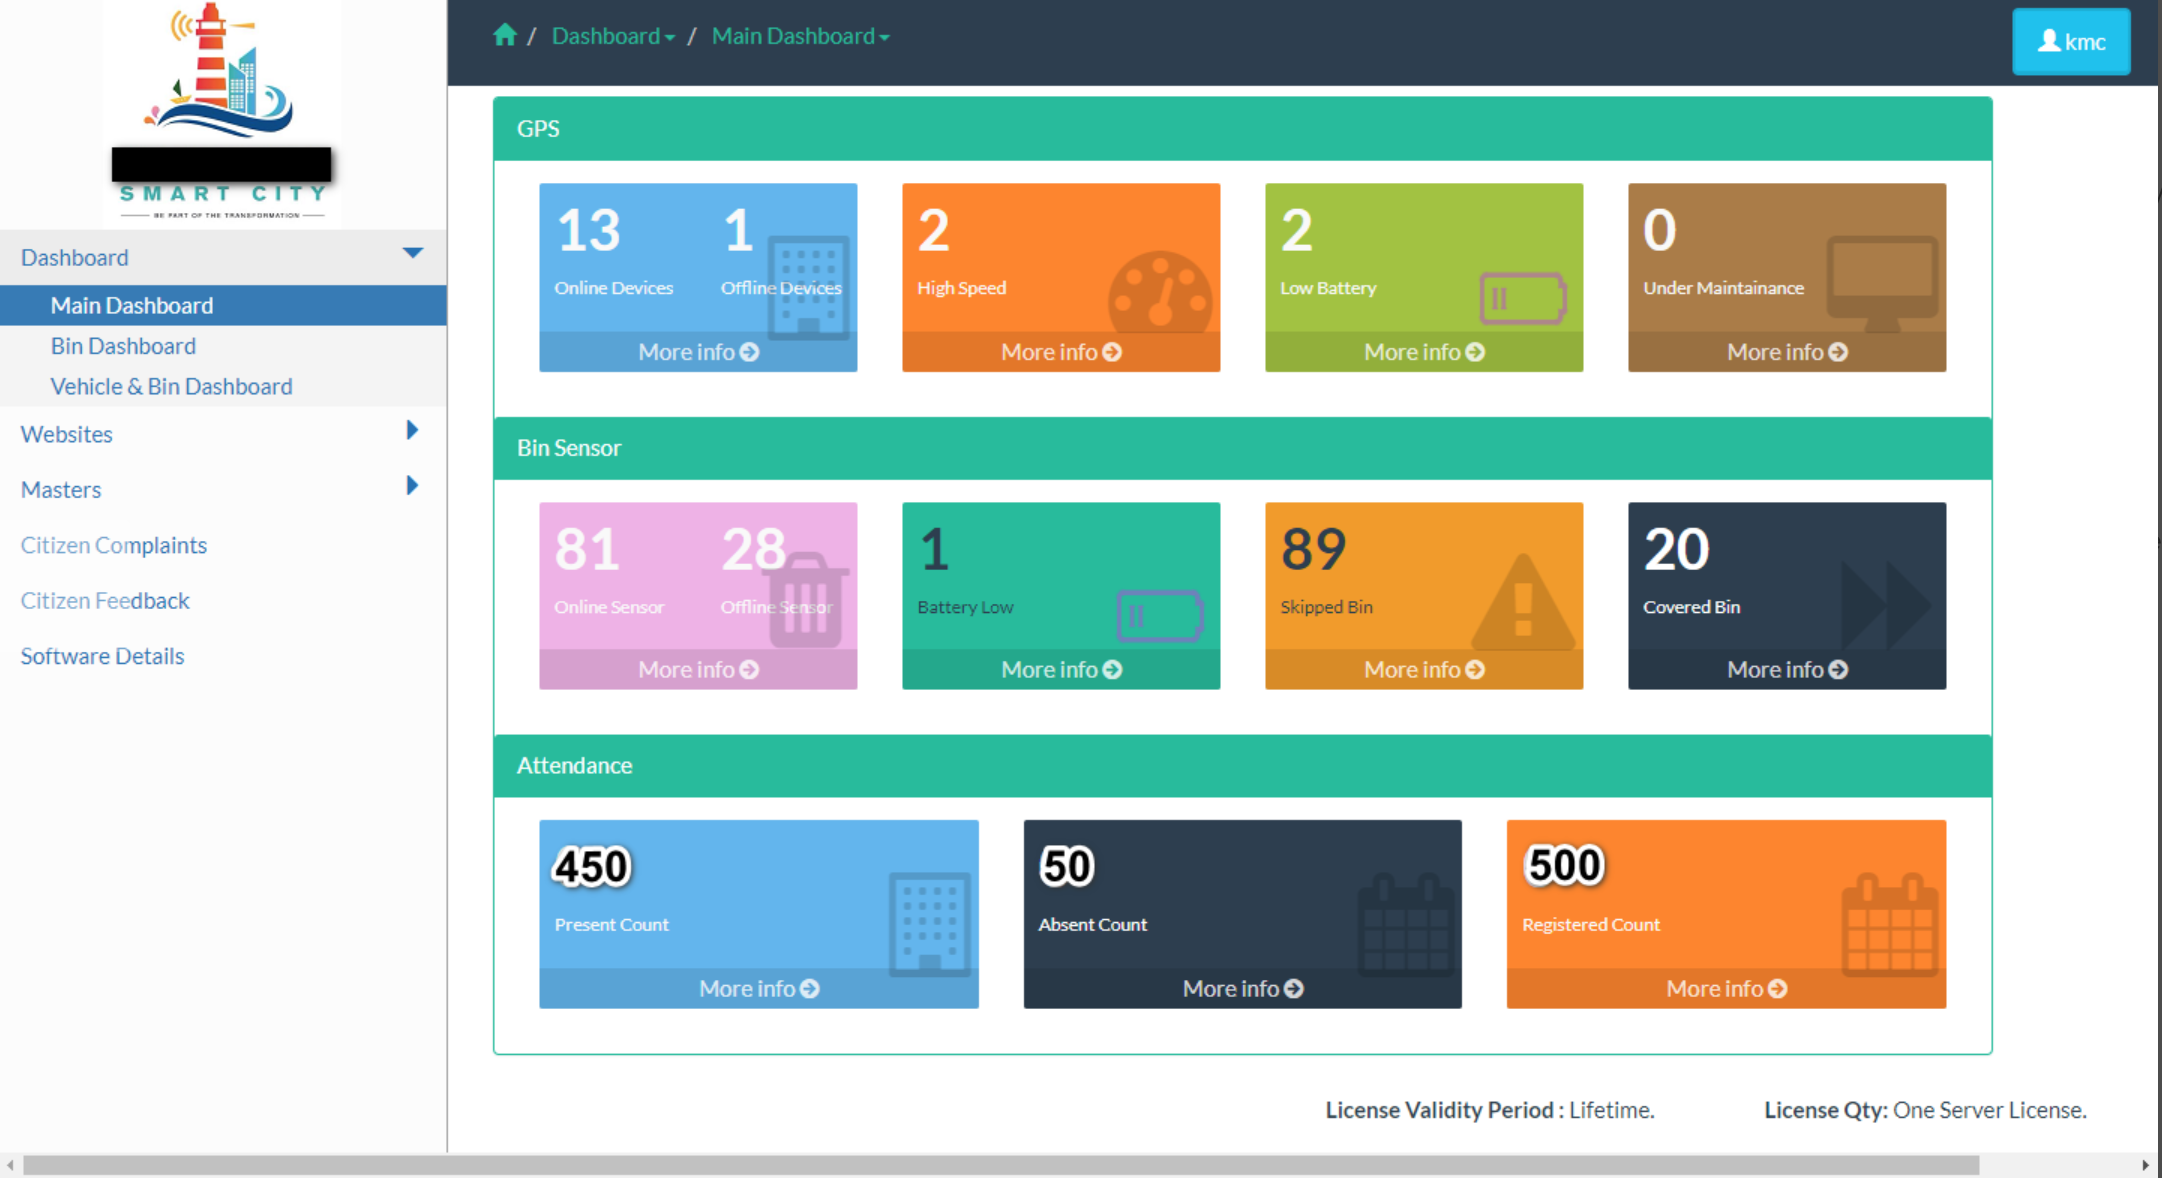 SMART CITY
BE PART OF THE TRANSFORMATION
Dashboard
Main Dashboard
Bin Dashboard
Vehicle & Bin Dashboard
Websites
Masters
Citizen Complaints
Citizen Feedback
Software Details
/ Dashboard / Main Dashboard
kmc
GPS
13 1 2 2 0
Online Devices Offline Devices High Speed Low Battery Under Maintainance
More info More info More info More info
Bin Sensor
81 28 1 89 20
Online Sensor Offline Sensor Battery Low Skipped Bin Covered Bin
More info More info More info More info
Attendance
450 50 500
Present Count Absent Count Registered Count
More info More info More info
License Validity Period : Lifetime. License Qty: One Server License.